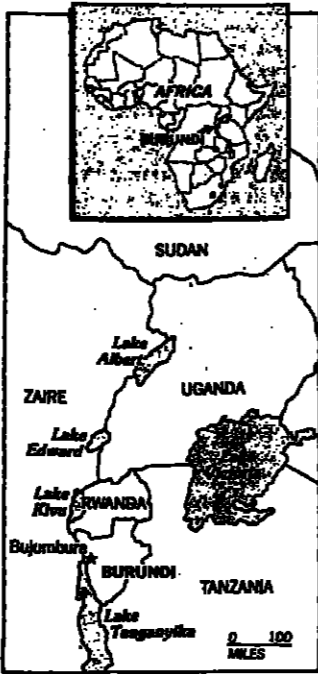 AFRICA
BURUNDI
SUDAN
Lake
Albert
ZAIRE
UGANDA
Lake
Edward
Lake
Kivu
RWANDA
Bujumbura
BURUNDI
TANZANIA
Lake
Tanganyika
0 100
MILES